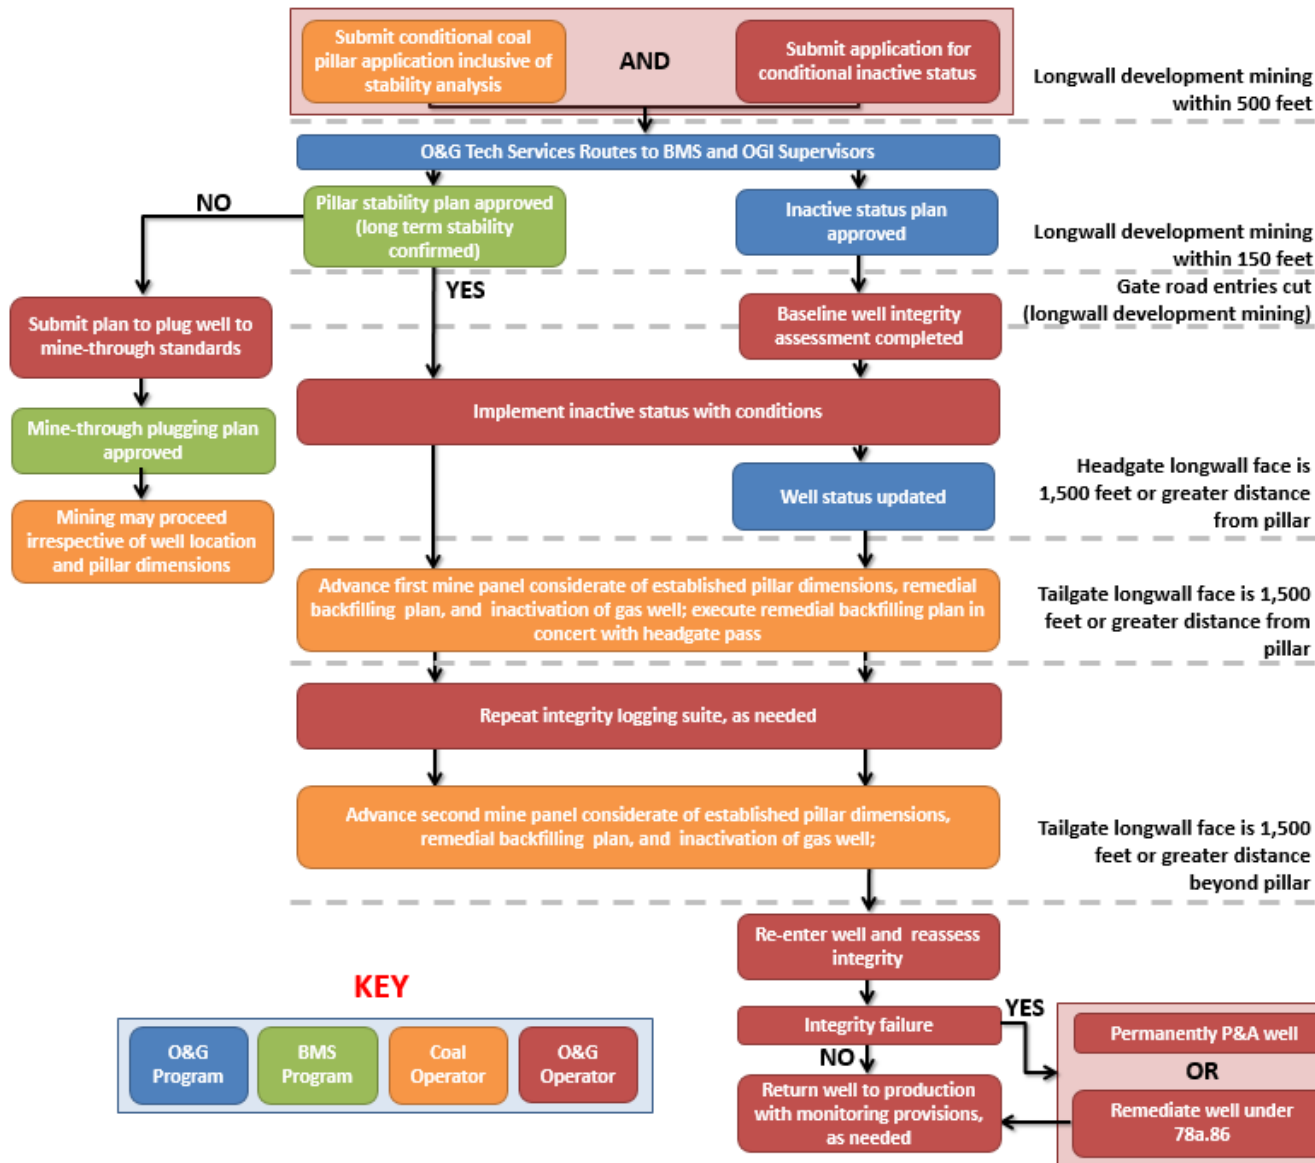 Submit conditional coal
pillar application inclusive of
stability analysis
AND
Submit application for
conditional inactive status
Longwall development mining
within 500 feet
O&G Tech Services Routes to BMS and OGI Supervisors
NO
Pillar stability plan approved
(long term stability
confirmed)
Inactive status plan
approved
Longwall development mining
within 150 feet
YES
Gate road entries cut
(longwall development mining)
Submit plan to plug well to
mine-through standards
Baseline well integrity
assessment completed
Implement inactive status with conditions
Mine-through plugging plan
approved
Well status updated
Headgate longwall face is
1,500 feet or greater distance
from pillar
Mining may proceed
irrespective of well location
and pillar dimensions
Advance first mine panel considerate of established pillar dimensions, remedial
backfilling plan, and inactivation of gas well; execute remedial backfilling plan in
concert with headgate pass
Tailgate longwall face is 1,500
feet or greater distance from
pillar
Repeat integrity logging suite, as needed
Advance second mine panel considerate of established pillar dimensions,
remedial backfilling plan, and inactivation of gas well;
Tailgate longwall face is 1,500
feet or greater distance
beyond pillar
Re-enter well and reassess
integrity
KEY
O&G
Program
BMS
Program
Coal
Operator
O&G
Operator
Integrity failure
YES
NO
Permanently P&A well
OR
Remediate well under
78a.86
Return well to production
with monitoring provisions,
as needed